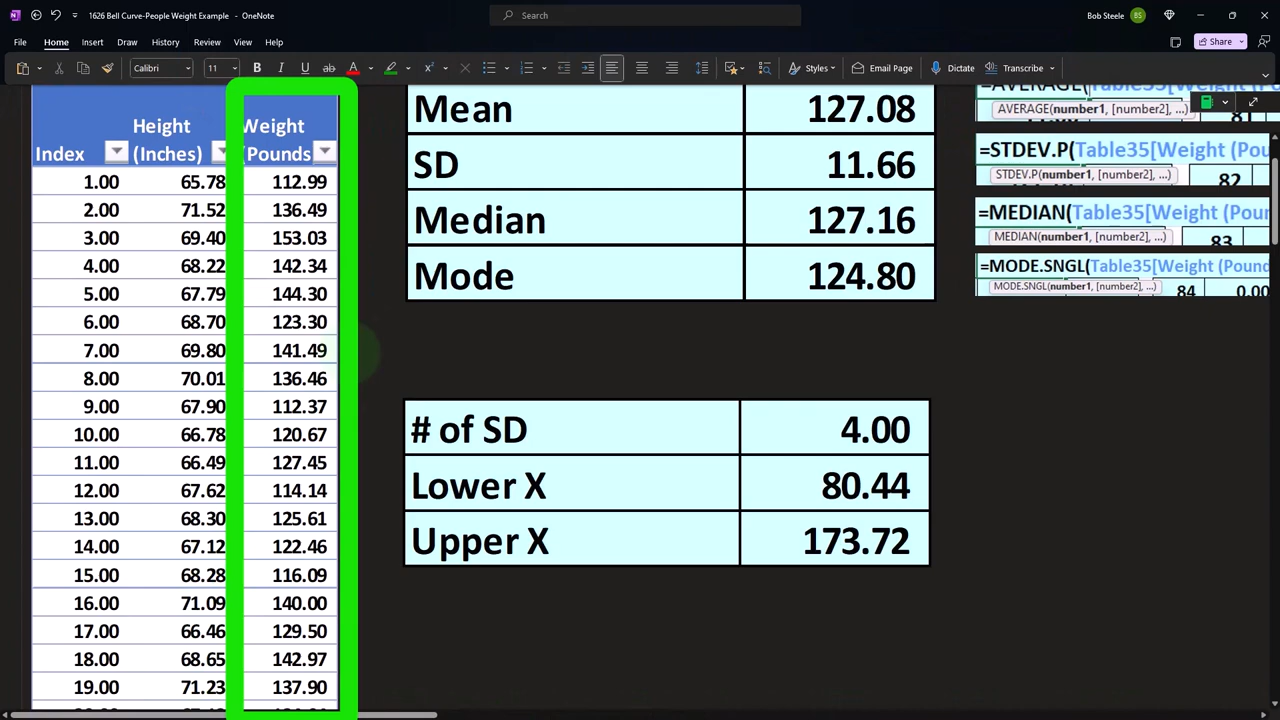 1626 Bell Curve-People Weight Example - OneNote
Search
Bob Steele BS
File Home Insert Draw History Review View Help
Share
Calibri 11 B I U ab A
Styles Email Page Dictate Transcribe
Index Height (Inches) Weight (Pounds
1.00 65.78 112.99
2.00 71.52 136.49
3.00 69.40 153.03
4.00 68.22 142.34
5.00 67.79 144.30
6.00 68.70 123.30
7.00 69.80 141.49
8.00 70.01 136.46
9.00 67.90 112.37
10.00 66.78 120.67
11.00 66.49 127.45
12.00 67.62 114.14
13.00 68.30 125.61
14.00 67.12 122.46
15.00 68.28 116.09
16.00 71.09 140.00
17.00 66.46 129.50
18.00 68.65 142.97
19.00 71.23 137.90
Mean 127.08
SD 11.66
Median 127.16
Mode 124.80
# of SD 4.00
Lower X 80.44
Upper X 173.72
=AVERAGE(
AVERAGE(number1, [number2], ...) 81
=STDEV.P(Table35[Weight (Pou
STDEV.P(number1, [number2], ...) 82
=MEDIAN(Table35[Weight (Poun
MEDIAN(number1, [number2], ...) 83
=MODE.SNGL(Table35[Weight (Pound
MODE.SNGL(number1, [number2], ...) 84 0.00